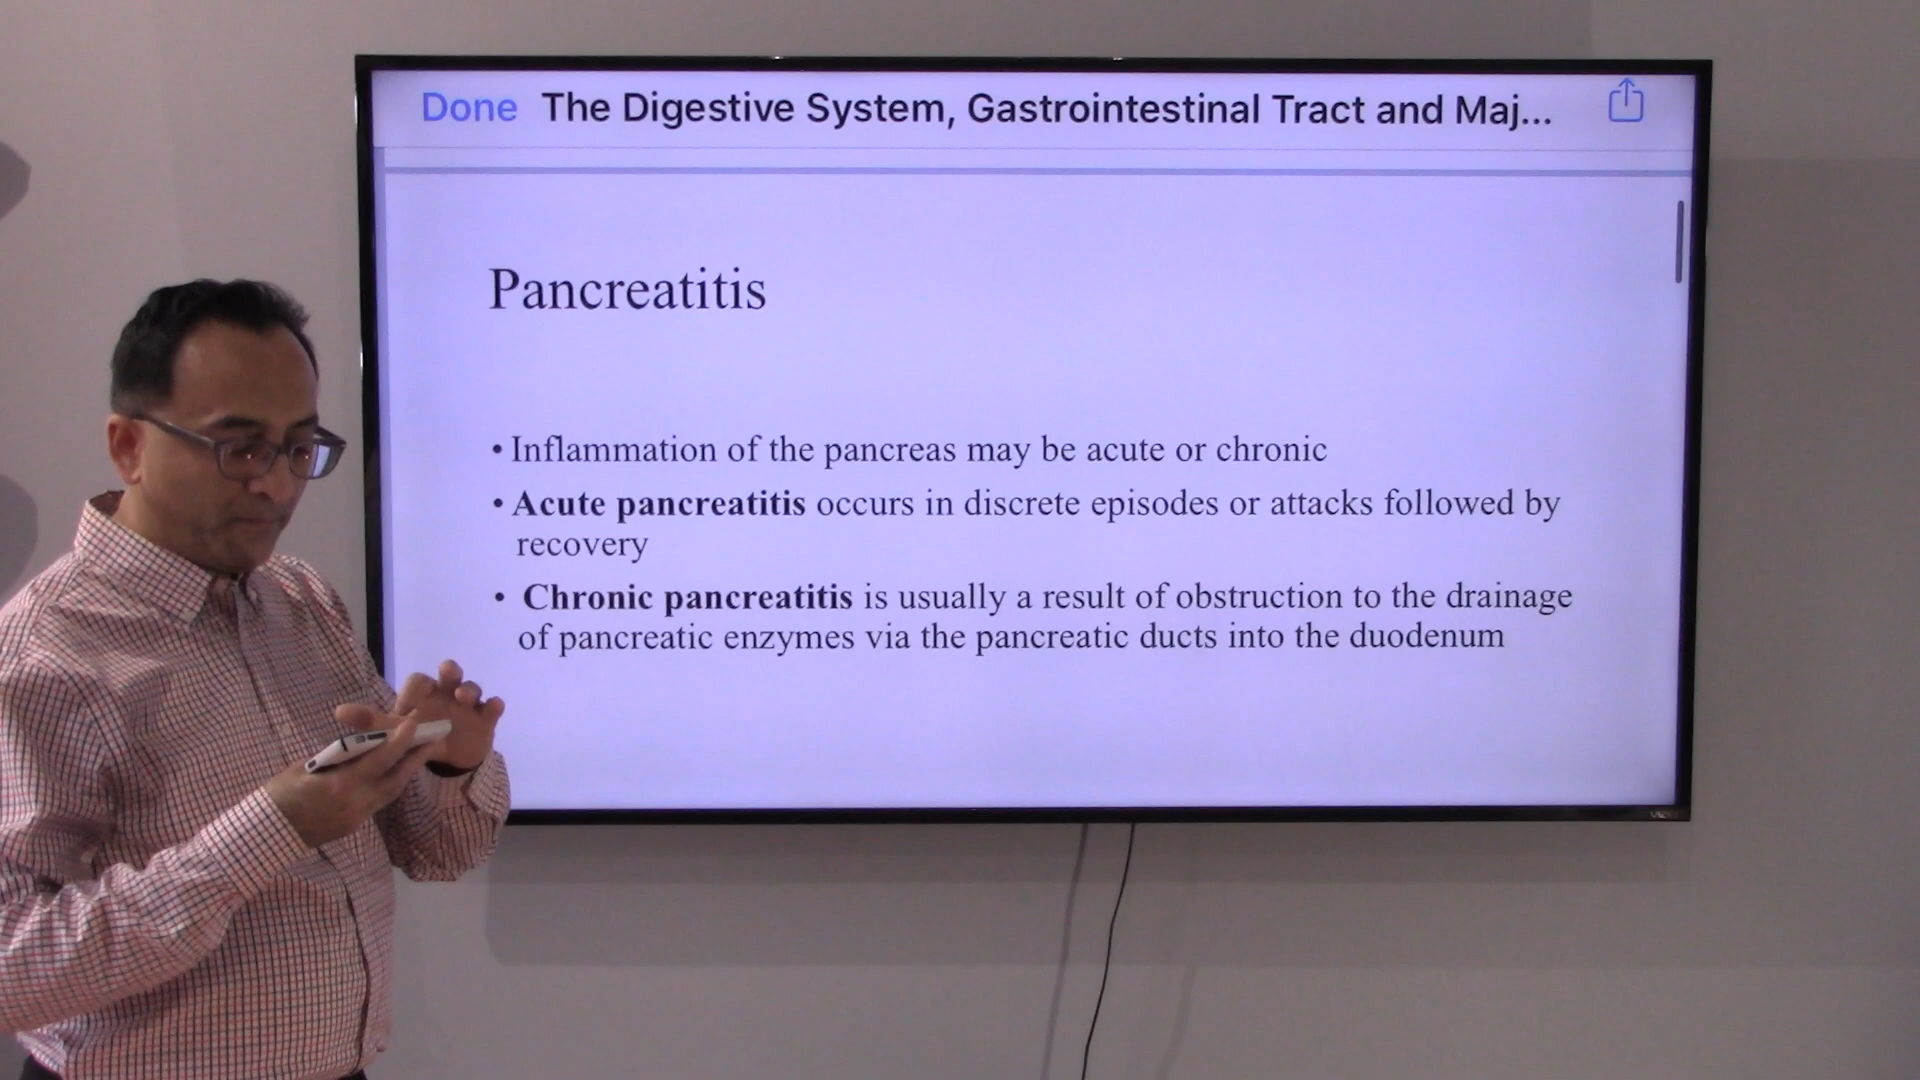 Done The Digestive System, Gastrointestinal Tract and Maj...
Pancreatitis
• Inflammation of the pancreas may be acute or chronic
• Acute pancreatitis occurs in discrete episodes or attacks followed by
recovery
• Chronic pancreatitis is usually a result of obstruction to the drainage
of pancreatic enzymes via the pancreatic ducts into the duodenum